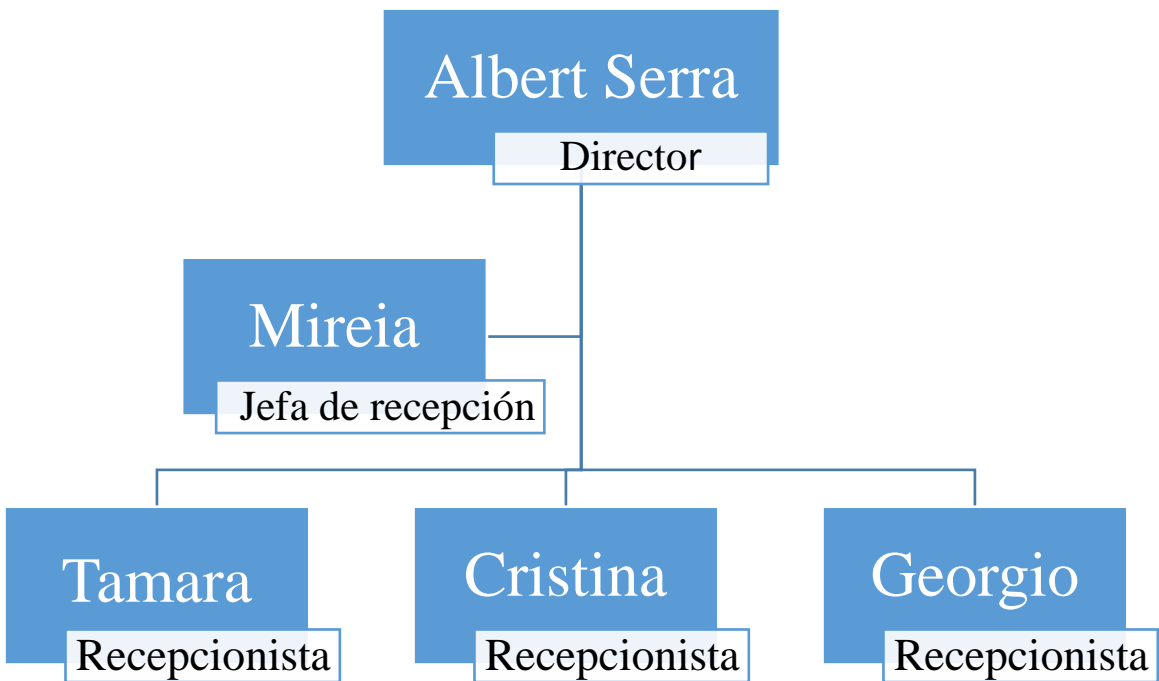 Albert Serra
Director
Mireia
Jefa de recepción
Tamara
Recepcionista
Cristina
Recepcionista
Georgio
Recepcionista